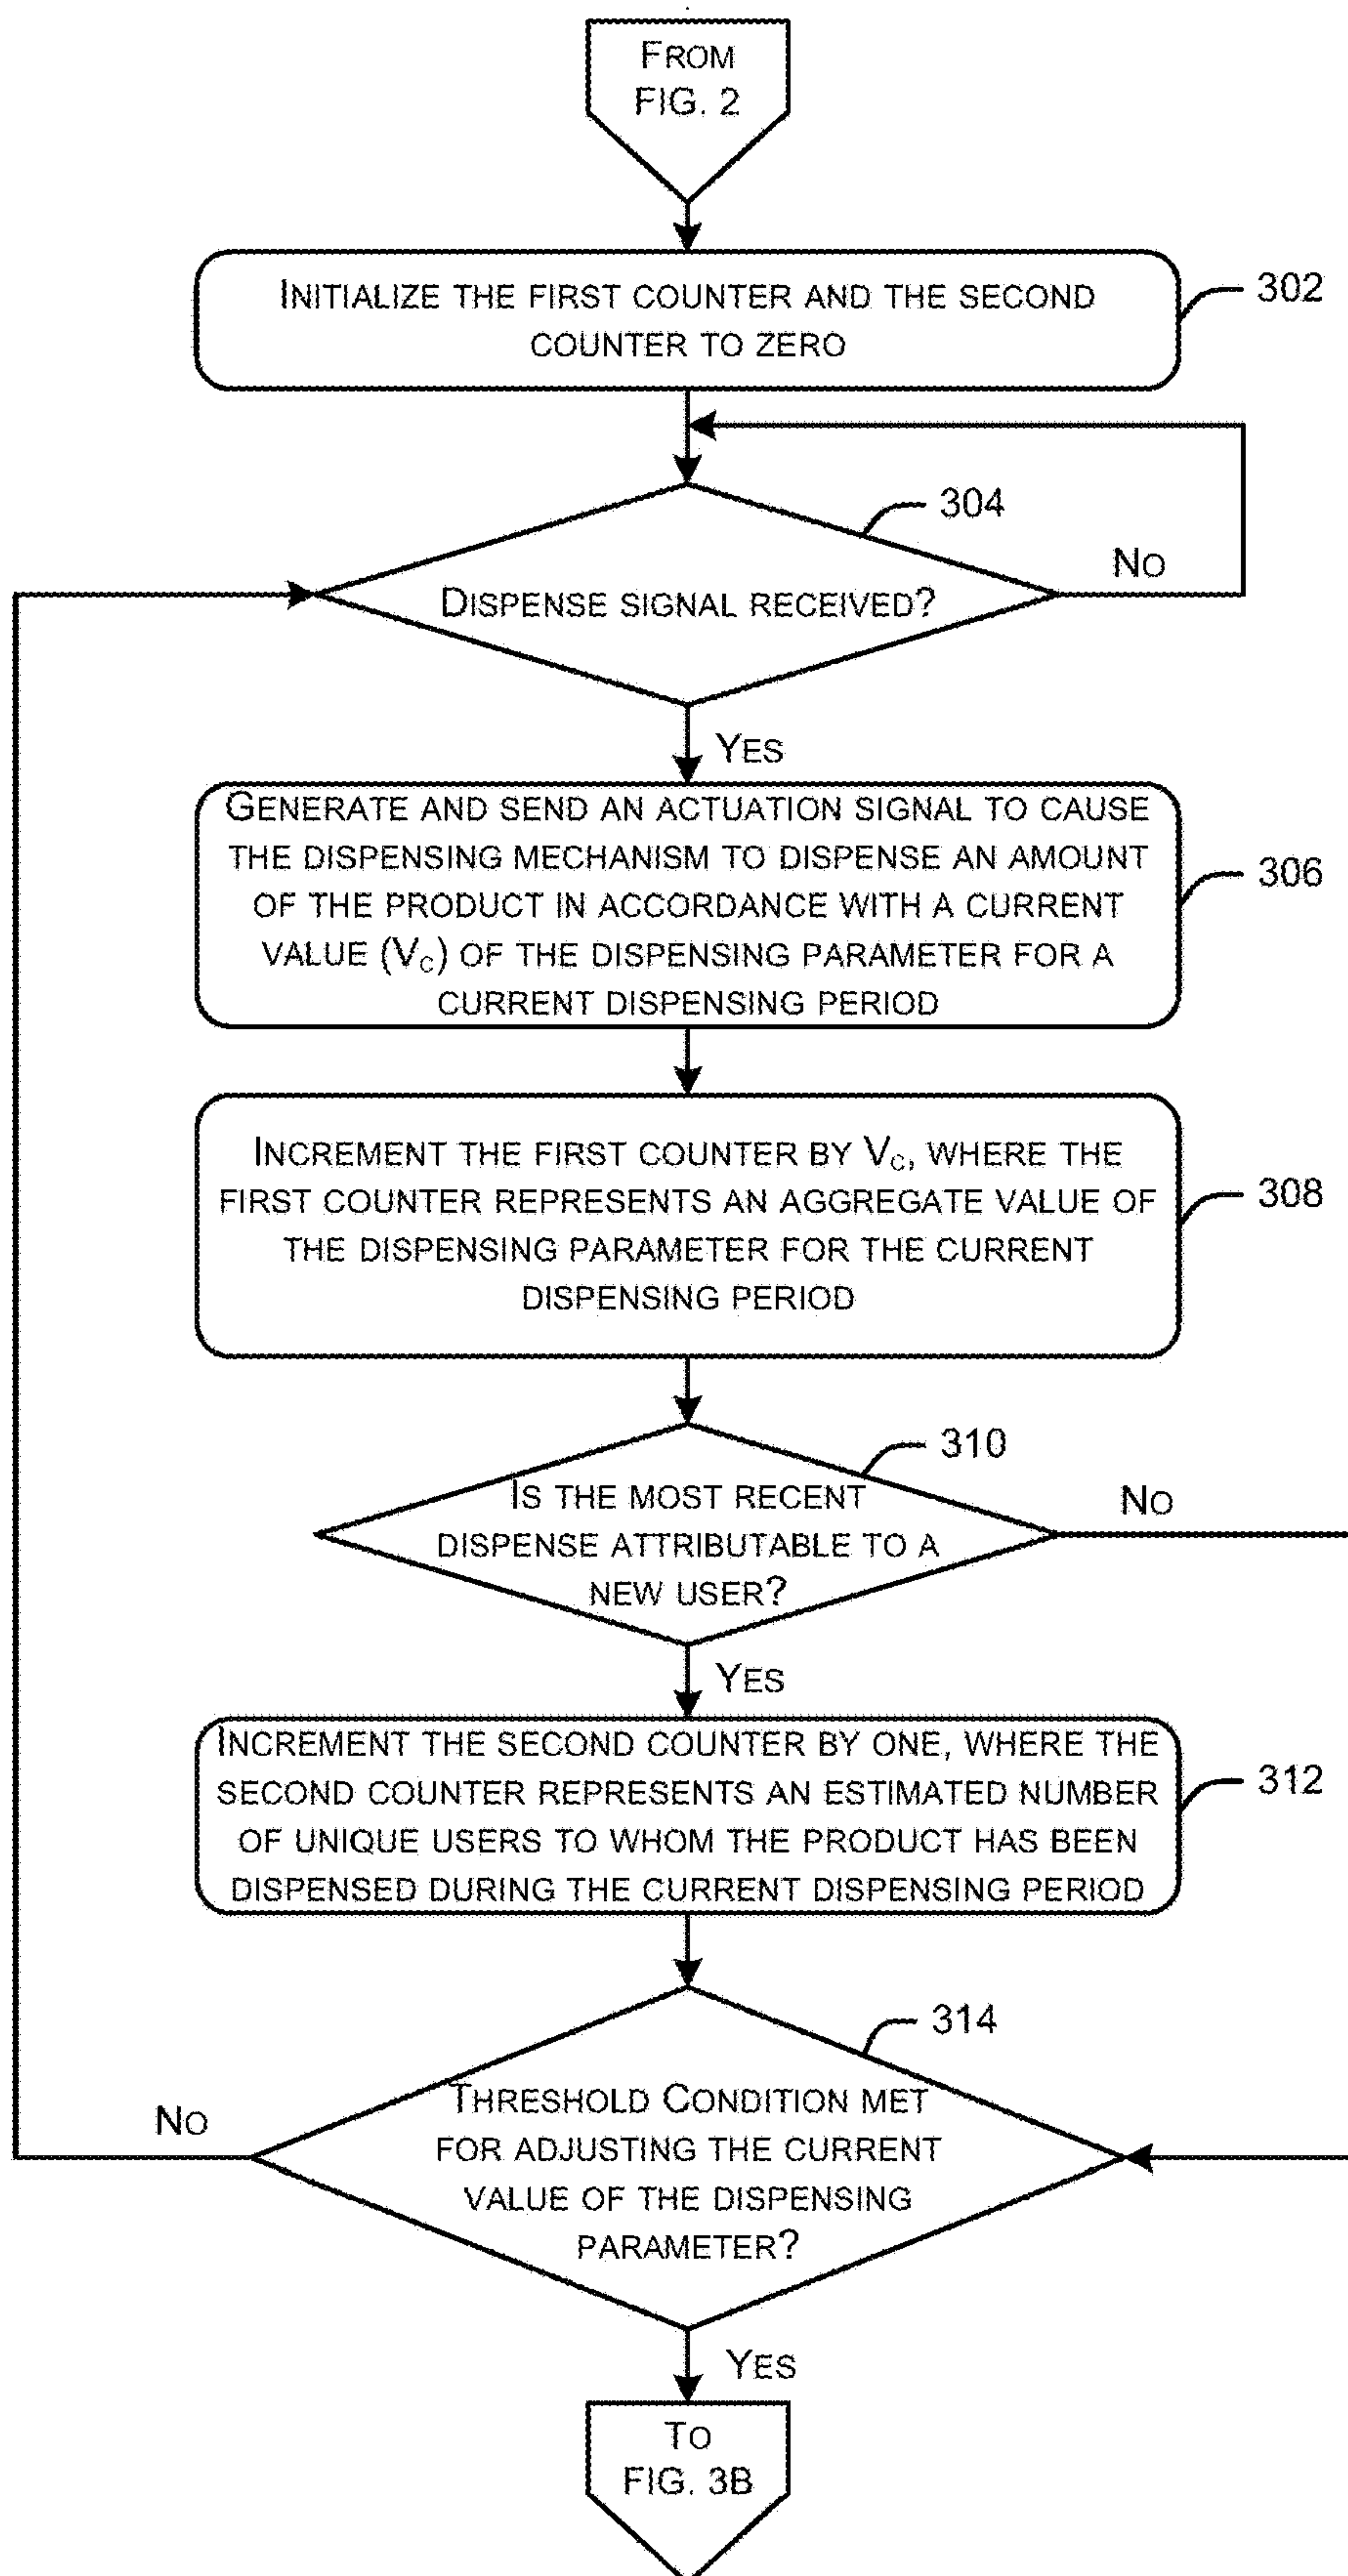 FROM
FIG. 2
INITIALIZE THE FIRST COUNTER AND THE SECOND
COUNTER TO ZERO
302
304
NO
DISPENSE SIGNAL RECEIVED?
YES
GENERATE AND SEND AN ACTUATION SIGNAL TO CAUSE
THE DISPENSING MECHANISM TO DISPENSE AN AMOUNT
OF THE PRODUCT IN ACCORDANCE WITH A CURRENT
VALUE (Vc) OF THE DISPENSING PARAMETER FOR A
CURRENT DISPENSING PERIOD
306
INCREMENT THE FIRST COUNTER BY Vc, WHERE THE
FIRST COUNTER REPRESENTS AN AGGREGATE VALUE OF
THE DISPENSING PARAMETER FOR THE CURRENT
DISPENSING PERIOD
308
310
IS THE MOST RECENT
DISPENSE ATTRIBUTABLE TO A
NEW USER?
NO
YES
INCREMENT THE SECOND COUNTER BY ONE, WHERE THE
SECOND COUNTER REPRESENTS AN ESTIMATED NUMBER
OF UNIQUE USERS TO WHOM THE PRODUCT HAS BEEN
DISPENSED DURING THE CURRENT DISPENSING PERIOD
312
314
THRESHOLD CONDITION MET
FOR ADJUSTING THE CURRENT
VALUE OF THE DISPENSING
PARAMETER?
NO
YES
TO
FIG. 3B